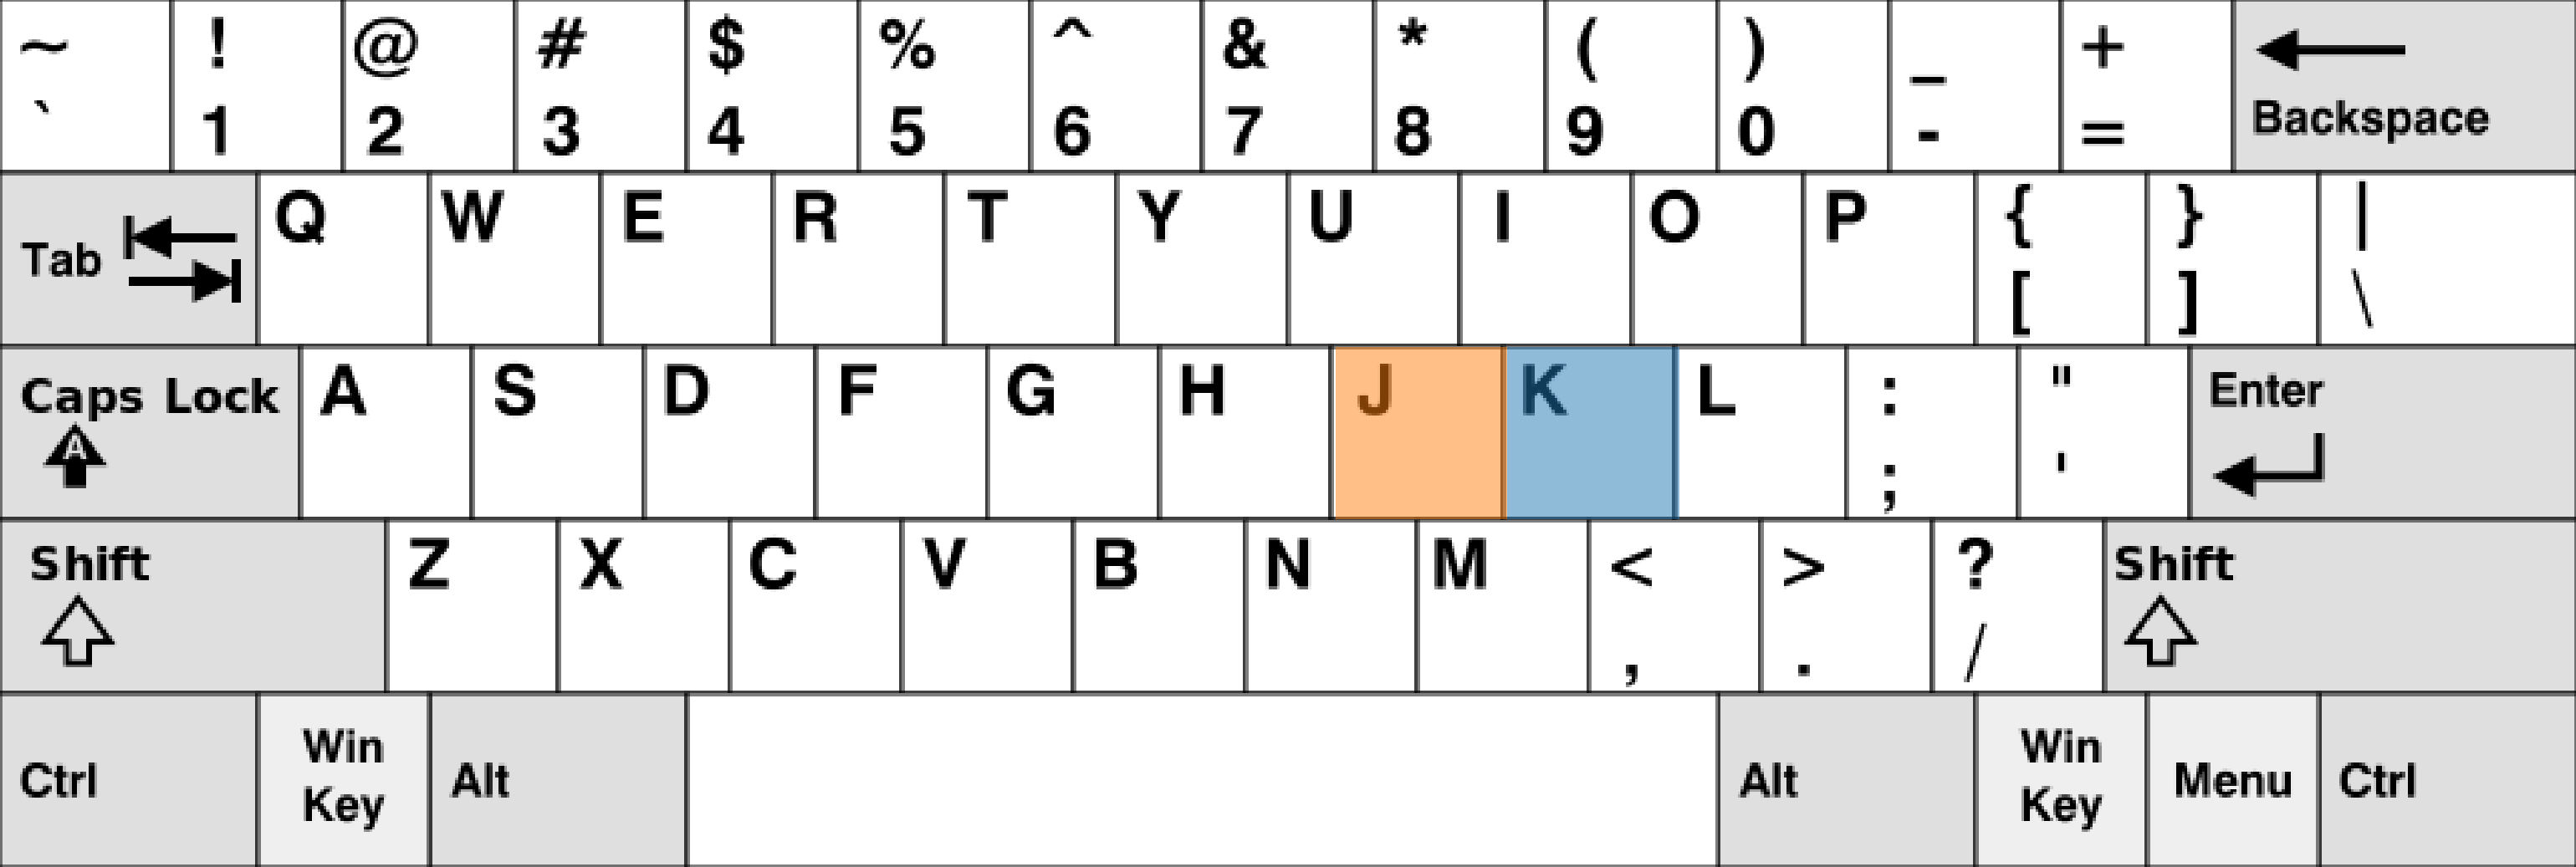 ~ ! @ # $ % ^ & * ( ) _ +
` 1 2 3 4 5 6 7 8 9 0 - = Backspace
Tab Q W E R T Y U I O P { } |
[ ] \
Caps Lock A S D F G H J K L : " Enter
A ; '
Shift Z X C V B N M < > ? Shift
, . /
Ctrl Win Key Alt Alt Win Key Menu Ctrl